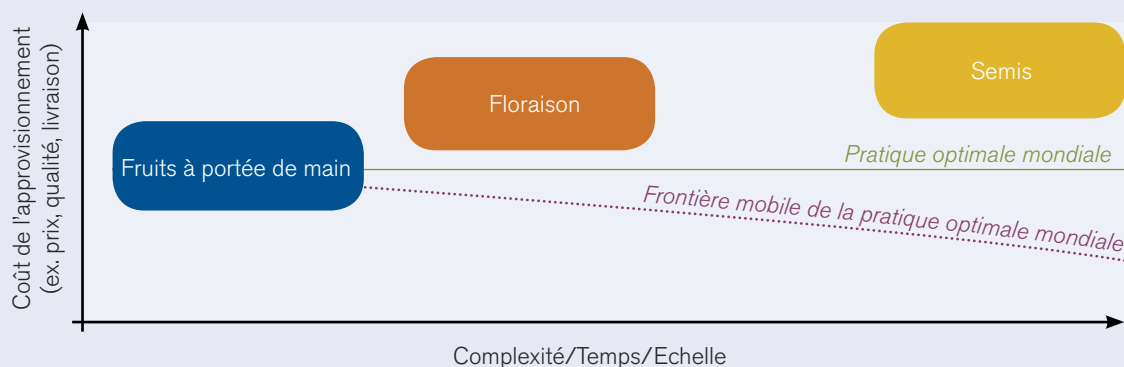 Coût de l'approvisionnement
(ex. prix, qualité, livraison)
Fruits à portée de main
Floraison
Semis
Pratique optimale mondiale
Frontière mobile de la pratique optimale mondiale
Complexité/Temps/Echelle